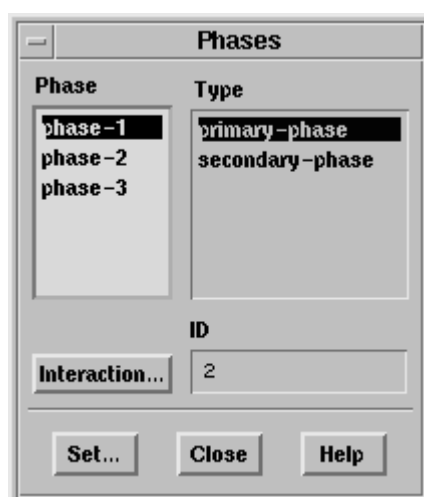 Phases
Phase
Type
phase-1
phase-2
phase-3
primary-phase
secondary-phase
ID
Interaction...
2
Set...
Close
Help